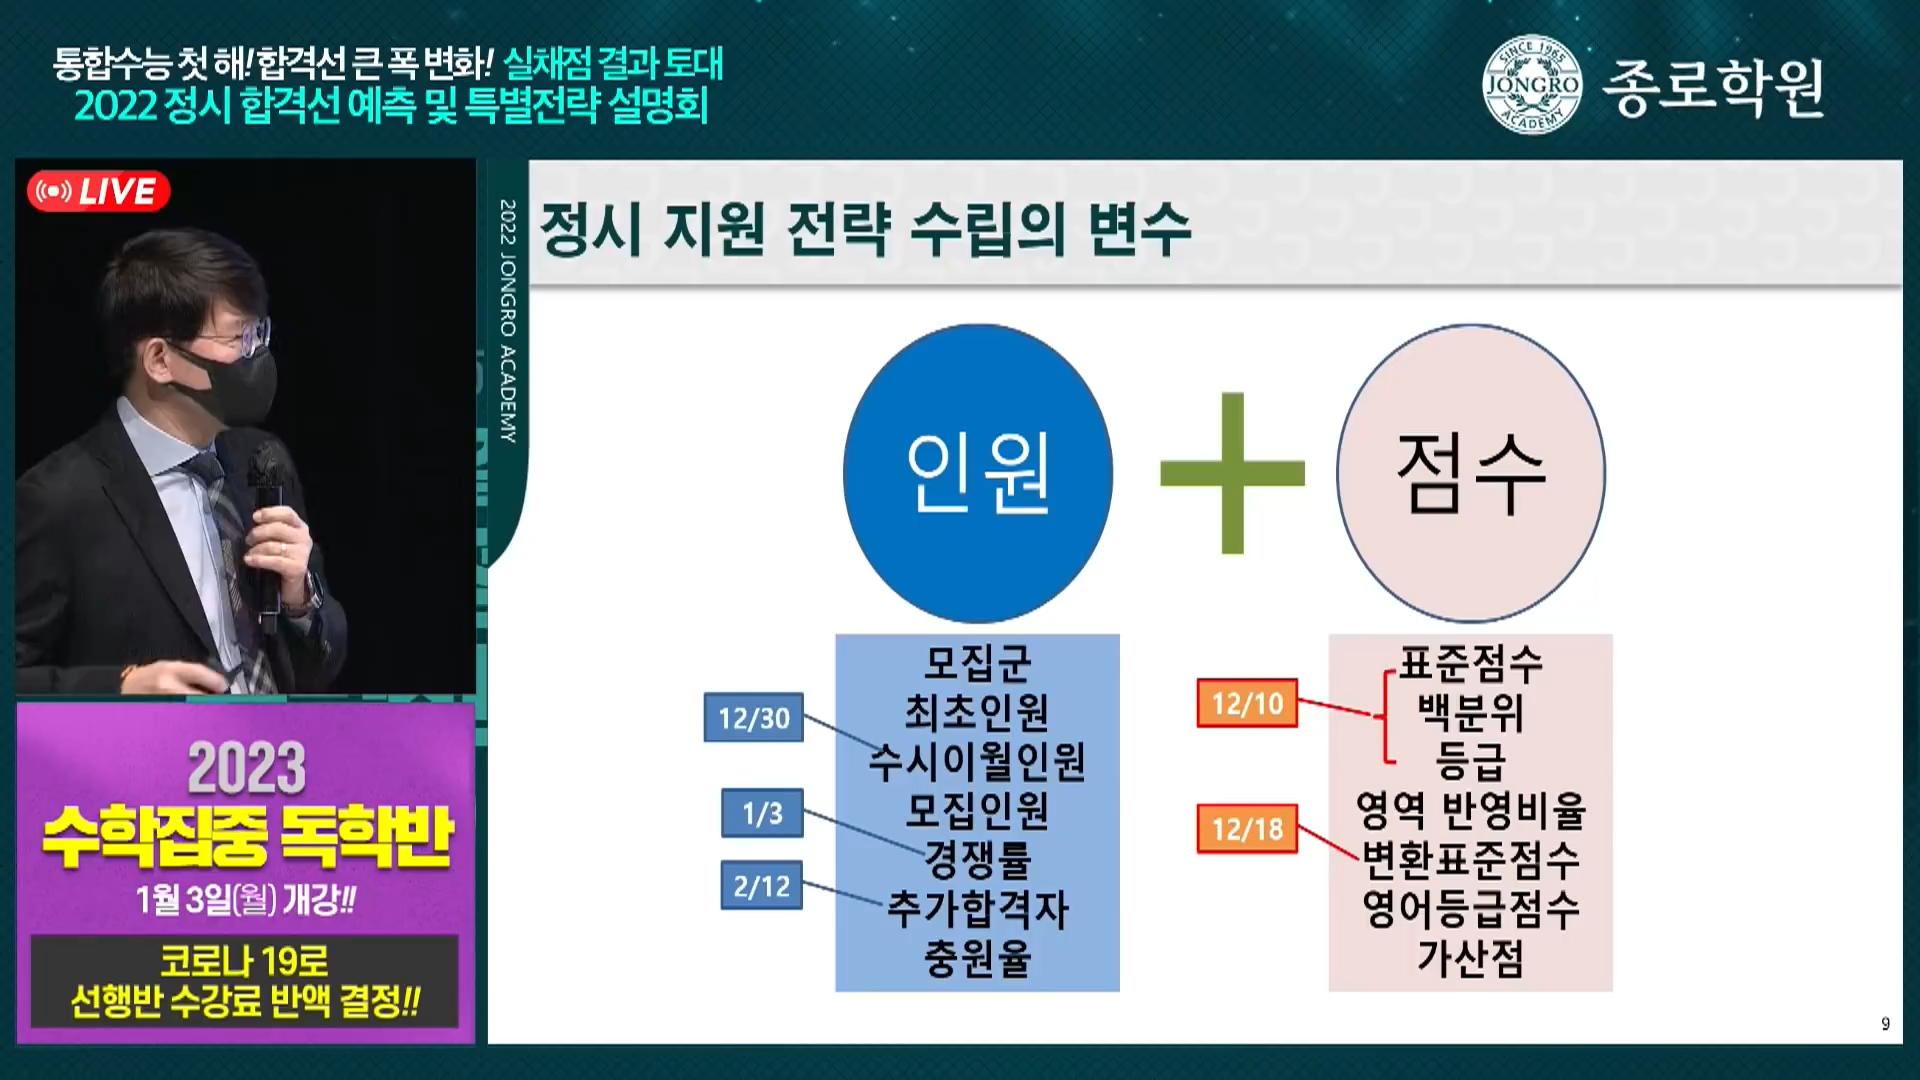 통합수능 첫 해! 합격선 큰 폭 변화! 실채점 결과 토대
2022 정시 합격선 예측 및 특별전략 설명회
SINCE 1965
JONGRO
ACADEMY
종로학원
LIVE
2022 JONGRO ACADEMY
정시 지원 전략 수립의 변수
인원
점수
모집군
최초인원
수시이월인원
모집인원
경쟁률
추가합격자
충원율
12/30
1/3
2/12
표준점수
백분위
등급
영역 반영비율
변환표준점수
영어등급점수
가산점
12/10
12/18
2023
수학집중 독학반
1월 3일(월) 개강!!
코로나 19로
선행반 수강료 반액 결정!!
9